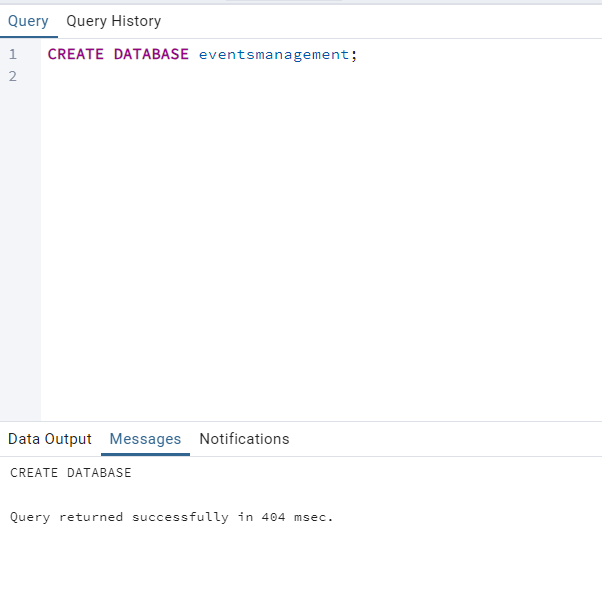 Query Query History
1 CREATE DATABASE eventsmanagement;
2
Data Output Messages Notifications
CREATE DATABASE
Query returned successfully in 404 msec.